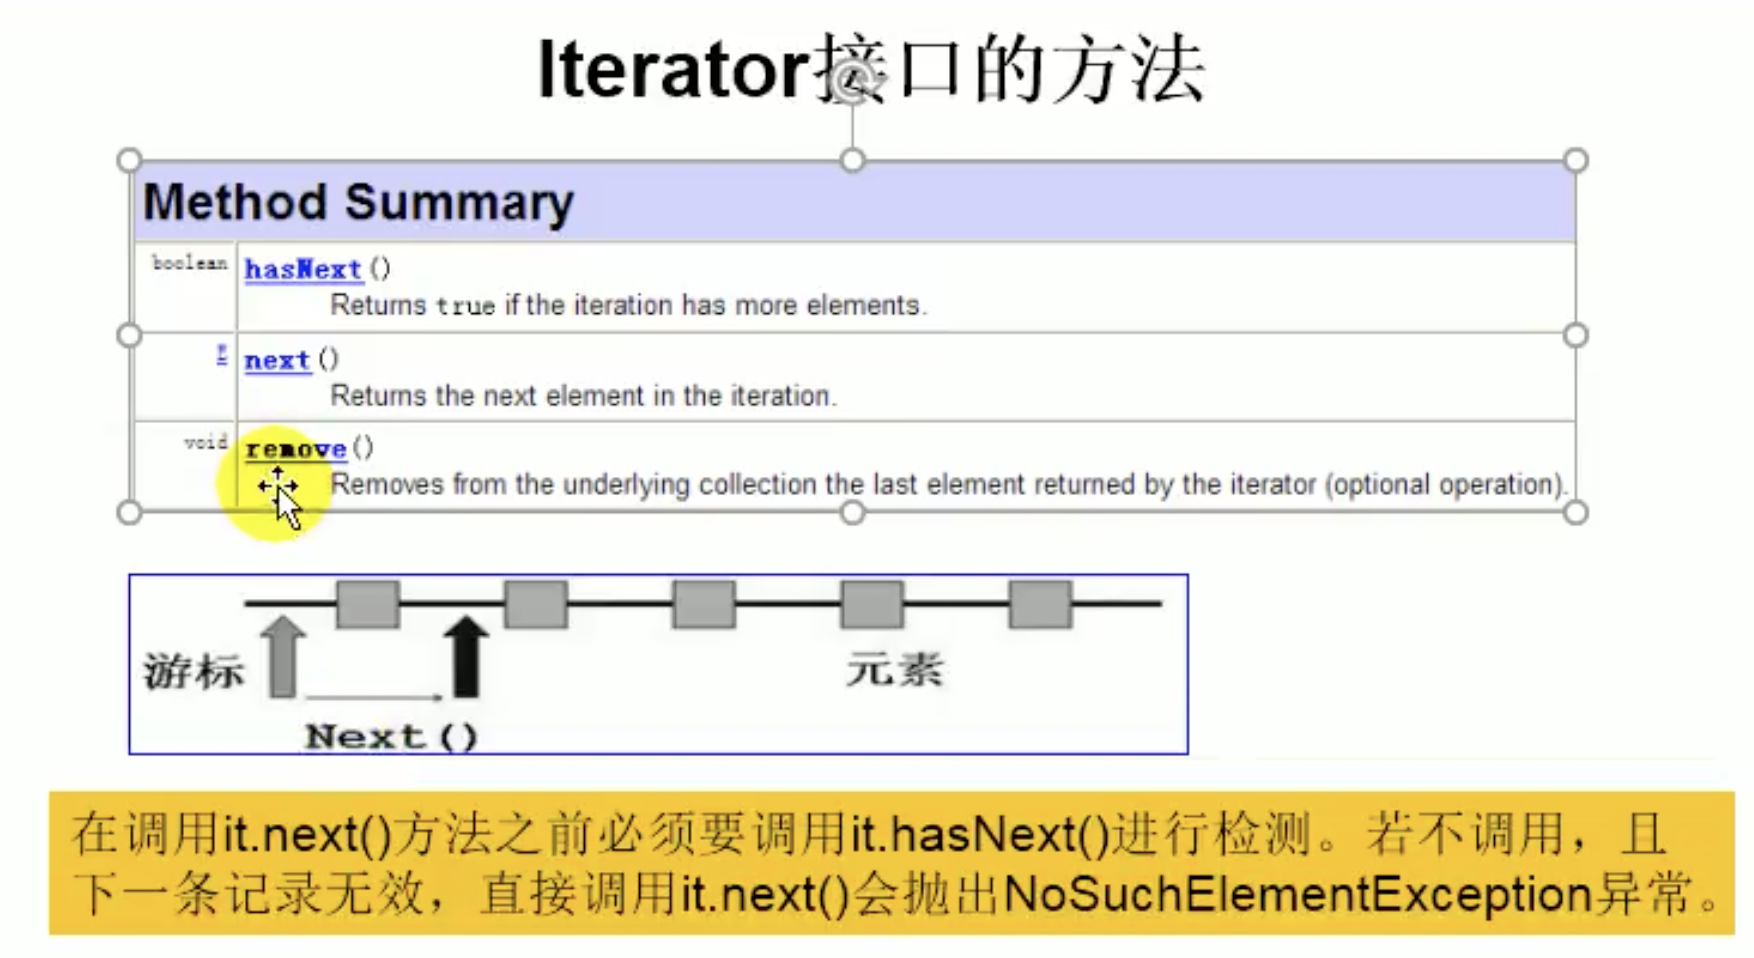 Iterator接口的方法
Method Summary
boolean hasNext()
Returns true if the iteration has more elements.
E next()
Returns the next element in the iteration.
void remove()
Removes from the underlying collection the last element returned by the iterator (optional operation).
游标
元素
Next()
在调用it.next()方法之前必须要调用it.hasNext()进行检测。若不调用，且
下一条记录无效，直接调用it.next()会抛出NoSuchElementException异常。